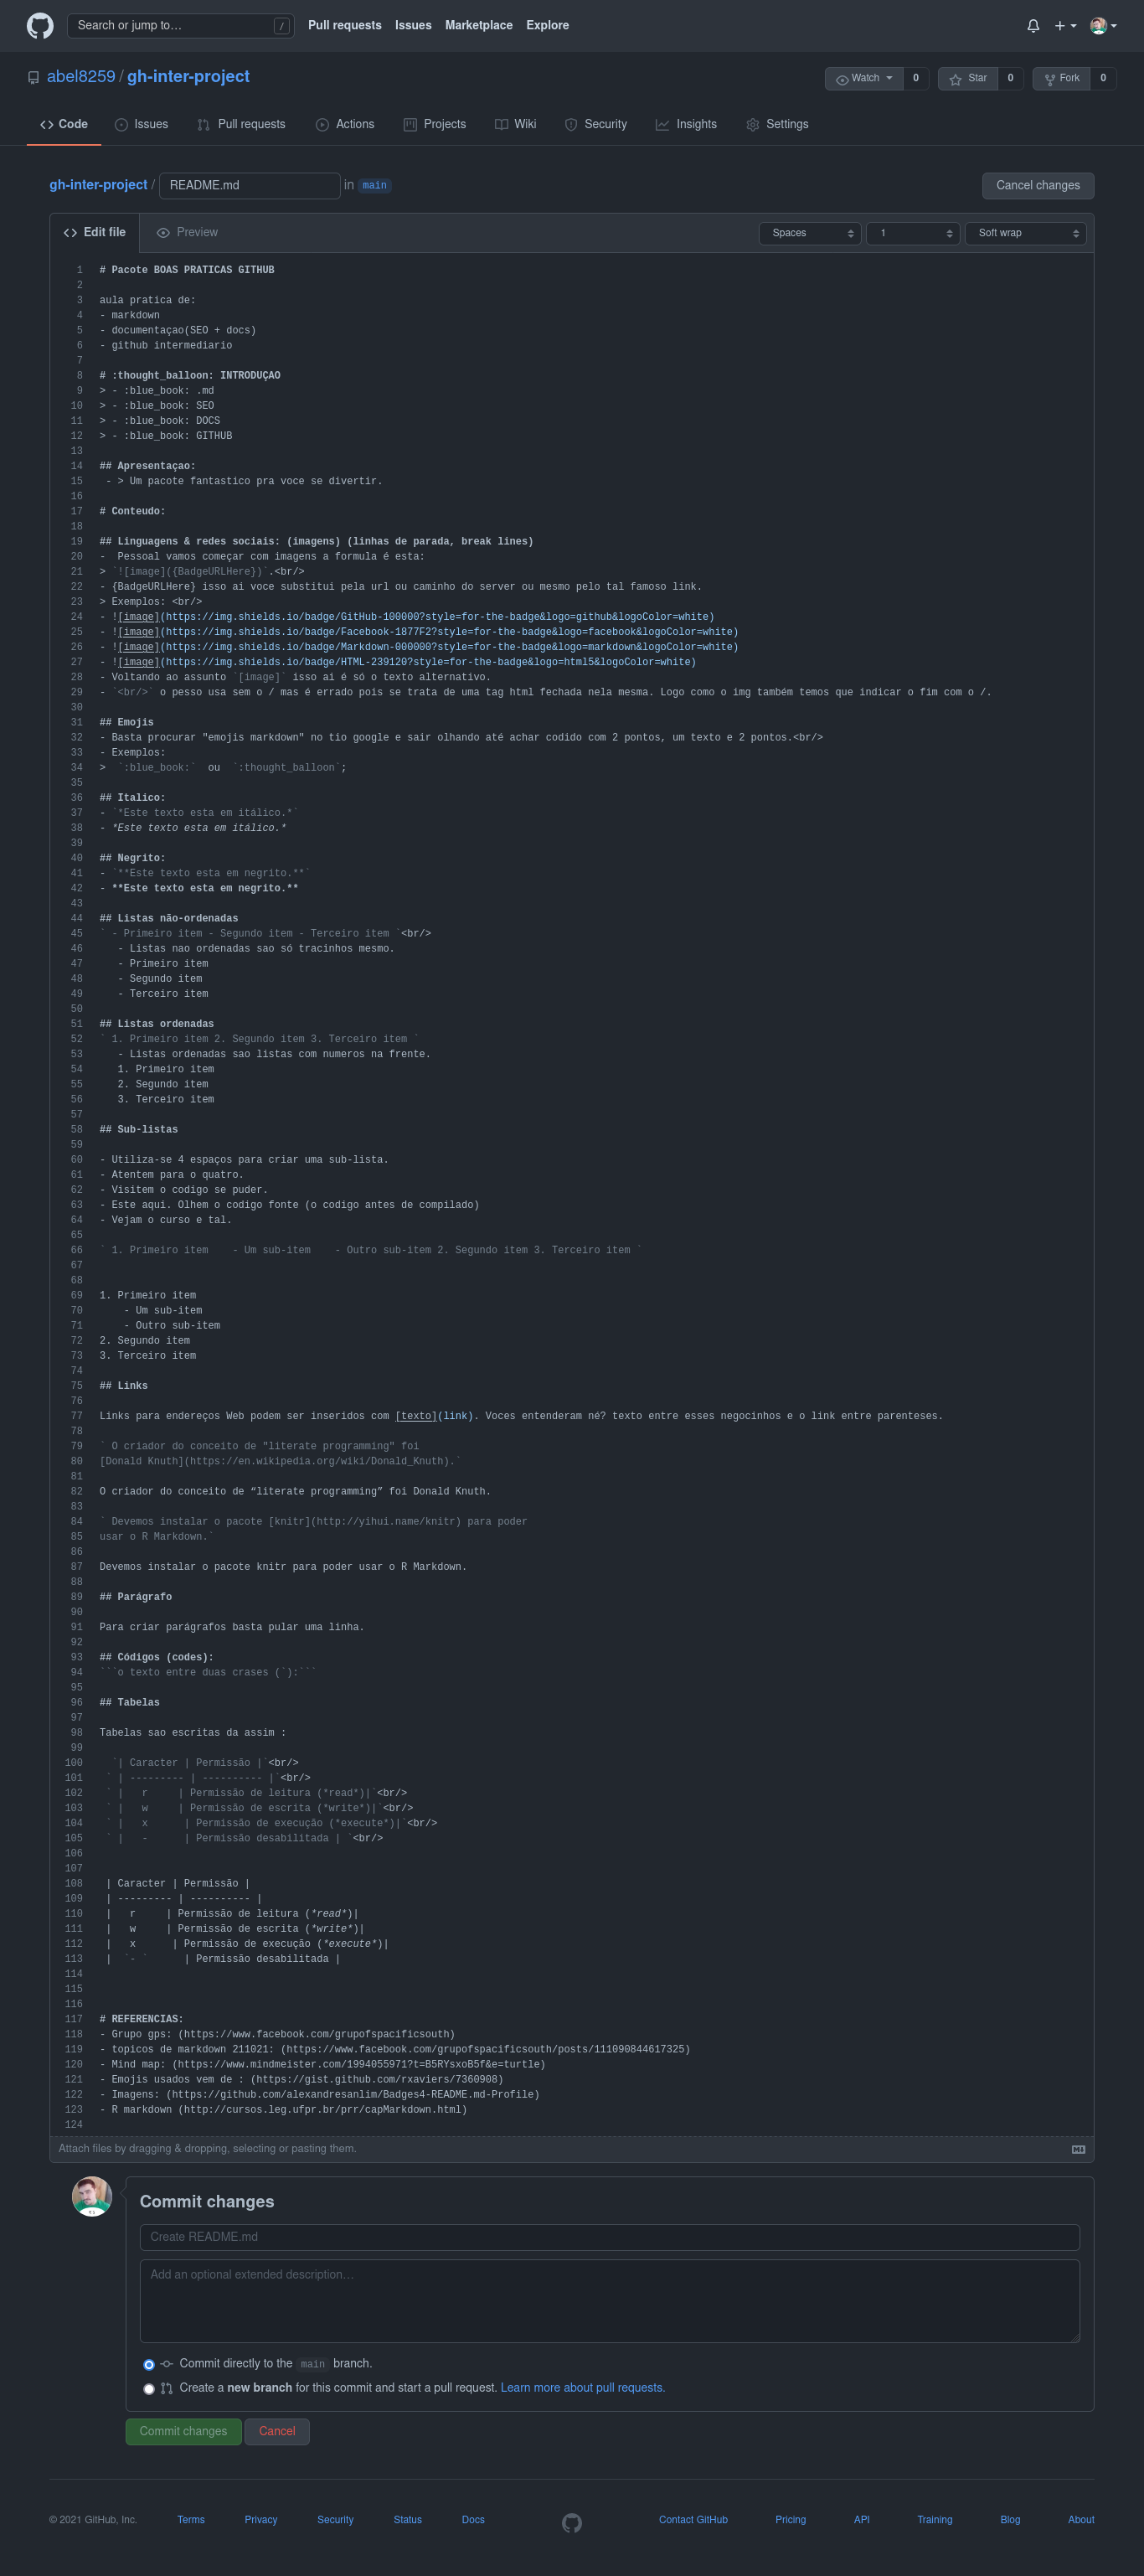 Search or jump to…
/
Pull requests
Issues
Marketplace
Explore
abel8259 / gh-inter-project
Watch 0
Star 0
Fork 0
Code
Issues
Pull requests
Actions
Projects
Wiki
Security
Insights
Settings
gh-inter-project / README.md in main
Cancel changes
Edit file
Preview
Spaces
1
Soft wrap
1 # Pacote BOAS PRATICAS GITHUB
2
3 aula pratica de:
4 - markdown
5 - documentaçao(SEO + docs)
6 - github intermediario
7
8 # :thought_balloon: INTRODUÇAO
9 > - :blue_book: .md
10 > - :blue_book: SEO
11 > - :blue_book: DOCS
12 > - :blue_book: GITHUB
13
14 ## Apresentaçao:
15 - > Um pacote fantastico pra voce se divertir.
16
17 # Conteudo:
18
19 ## Linguagens & redes sociais: (imagens) (linhas de parada, break lines)
20 -  Pessoal vamos começar com imagens a formula é esta:
21 > `![image]({BadgeURLHere})`.<br/>
22 - {BadgeURLHere} isso ai voce substitui pela url ou caminho do server ou mesmo pelo tal famoso link.
23 > Exemplos: <br/>
24 - ![image](https://img.shields.io/badge/GitHub-100000?style=for-the-badge&logo=github&logoColor=white)
25 - ![image](https://img.shields.io/badge/Facebook-1877F2?style=for-the-badge&logo=facebook&logoColor=white)
26 - ![image](https://img.shields.io/badge/Markdown-000000?style=for-the-badge&logo=markdown&logoColor=white)
27 - ![image](https://img.shields.io/badge/HTML-239120?style=for-the-badge&logo=html5&logoColor=white)
28 - Voltando ao assunto `[image]` isso ai é só o texto alternativo.
29 - `<br/>` o pesso usa sem o / mas é errado pois se trata de uma tag html fechada nela mesma. Logo como o img também temos que indicar o fim com o /.
30
31 ## Emojis
32 - Basta procurar "emojis markdown" no tio google e sair olhando até achar codido com 2 pontos, um texto e 2 pontos.<br/>
33 - Exemplos:
34 >  `:blue_book:`  ou  `:thought_balloon`;
35
36 ## Italico:
37 - `*Este texto esta em itálico.*`
38 - *Este texto esta em itálico.*
39
40 ## Negrito:
41 - `**Este texto esta em negrito.**`
42 - **Este texto esta em negrito.**
43
44 ## Listas não-ordenadas
45 ` - Primeiro item - Segundo item - Terceiro item `<br/>
46    - Listas nao ordenadas sao só tracinhos mesmo.
47    - Primeiro item
48    - Segundo item
49    - Terceiro item
50
51 ## Listas ordenadas
52 ` 1. Primeiro item 2. Segundo item 3. Terceiro item `
53    - Listas ordenadas sao listas com numeros na frente.
54    1. Primeiro item
55    2. Segundo item
56    3. Terceiro item
57
58 ## Sub-listas
59
60 - Utiliza-se 4 espaços para criar uma sub-lista.
61 - Atentem para o quatro.
62 - Visitem o codigo se puder.
63 - Este aqui. Olhem o codigo fonte (o codigo antes de compilado)
64 - Vejam o curso e tal.
65
66 ` 1. Primeiro item    - Um sub-item    - Outro sub-item 2. Segundo item 3. Terceiro item `
67
68
69 1. Primeiro item
70     - Um sub-item
71     - Outro sub-item
72 2. Segundo item
73 3. Terceiro item
74
75 ## Links
76
77 Links para endereços Web podem ser inseridos com [texto](link). Voces entenderam né? texto entre esses negocinhos e o link entre parenteses.
78
79 ` O criador do conceito de "literate programming" foi
80 [Donald Knuth](https://en.wikipedia.org/wiki/Donald_Knuth).`
81
82 O criador do conceito de “literate programming” foi Donald Knuth.
83
84 ` Devemos instalar o pacote [knitr](http://yihui.name/knitr) para poder
85 usar o R Markdown.`
86
87 Devemos instalar o pacote knitr para poder usar o R Markdown.
88
89 ## Parágrafo
90
91 Para criar parágrafos basta pular uma linha.
92
93 ## Códigos (codes):
94 ```o texto entre duas crases (`):```
95
96 ## Tabelas
97
98 Tabelas sao escritas da assim :
99
100   `| Caracter | Permissão |`<br/>
101  ` | --------- | ---------- |`<br/>
102  ` |   r     | Permissão de leitura (*read*)|`<br/>
103  ` |   w     | Permissão de escrita (*write*)|`<br/>
104  ` |   x      | Permissão de execução (*execute*)|`<br/>
105  ` |   -      | Permissão desabilitada | `<br/>
106
107
108  | Caracter | Permissão |
109  | --------- | ---------- |
110  |   r     | Permissão de leitura (*read*)|
111  |   w     | Permissão de escrita (*write*)|
112  |   x      | Permissão de execução (*execute*)|
113  |  `- `      | Permissão desabilitada |
114
115
116
117 # REFERENCIAS:
118 - Grupo gps: (https://www.facebook.com/grupofspacificsouth)
119 - topicos de markdown 211021: (https://www.facebook.com/grupofspacificsouth/posts/111090844617325)
120 - Mind map: (https://www.mindmeister.com/1994055971?t=B5RYsxoB5f&e=turtle)
121 - Emojis usados vem de : (https://gist.github.com/rxaviers/7360908)
122 - Imagens: (https://github.com/alexandresanlim/Badges4-README.md-Profile)
123 - R markdown (http://cursos.leg.ufpr.br/prr/capMarkdown.html)
124
Attach files by dragging & dropping, selecting or pasting them.
Commit changes
Create README.md
Add an optional extended description…
Commit directly to the main branch.
Create a new branch for this commit and start a pull request. Learn more about pull requests.
Commit changes
Cancel
© 2021 GitHub, Inc.
Terms
Privacy
Security
Status
Docs
Contact GitHub
Pricing
API
Training
Blog
About